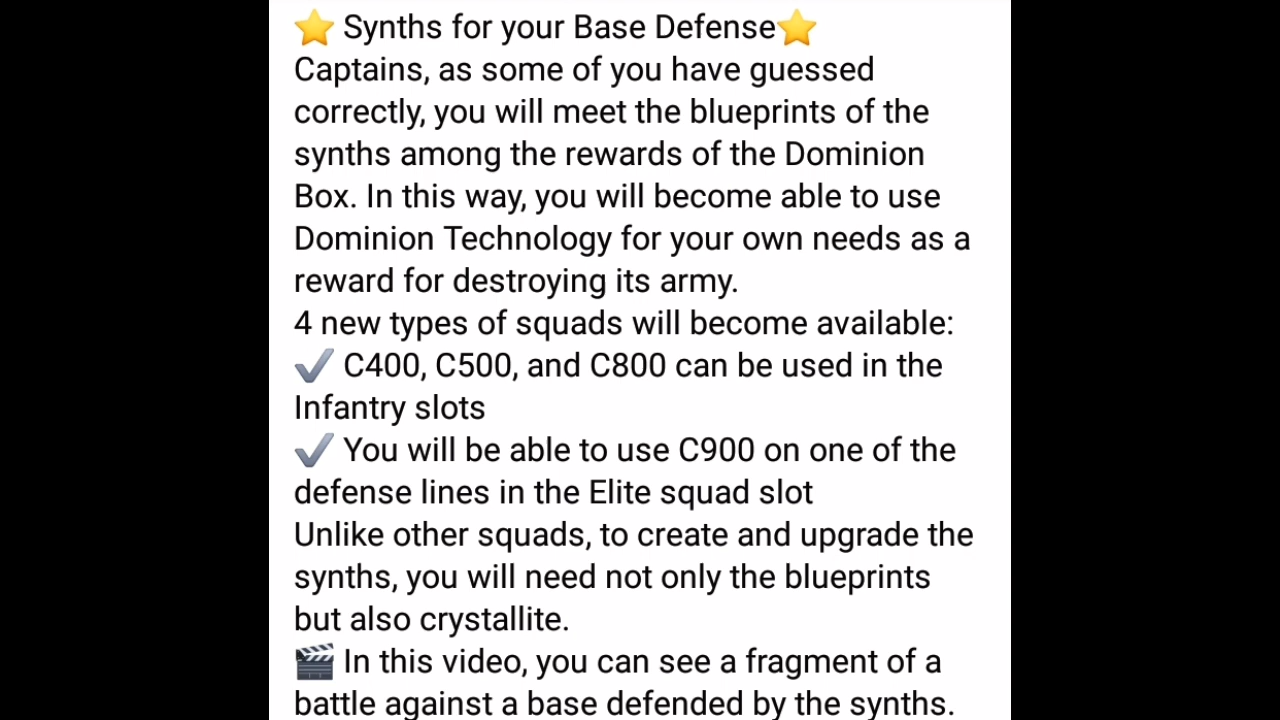 ⭐ Synths for your Base Defense⭐
Captains, as some of you have guessed
correctly, you will meet the blueprints of the
synths among the rewards of the Dominion
Box. In this way, you will become able to use
Dominion Technology for your own needs as a
reward for destroying its army.
4 new types of squads will become available:
✔ C400, C500, and C800 can be used in the
Infantry slots
✔ You will be able to use C900 on one of the
defense lines in the Elite squad slot
Unlike other squads, to create and upgrade the
synths, you will need not only the blueprints
but also crystallite.
🎬 In this video, you can see a fragment of a
battle against a base defended by the synths.